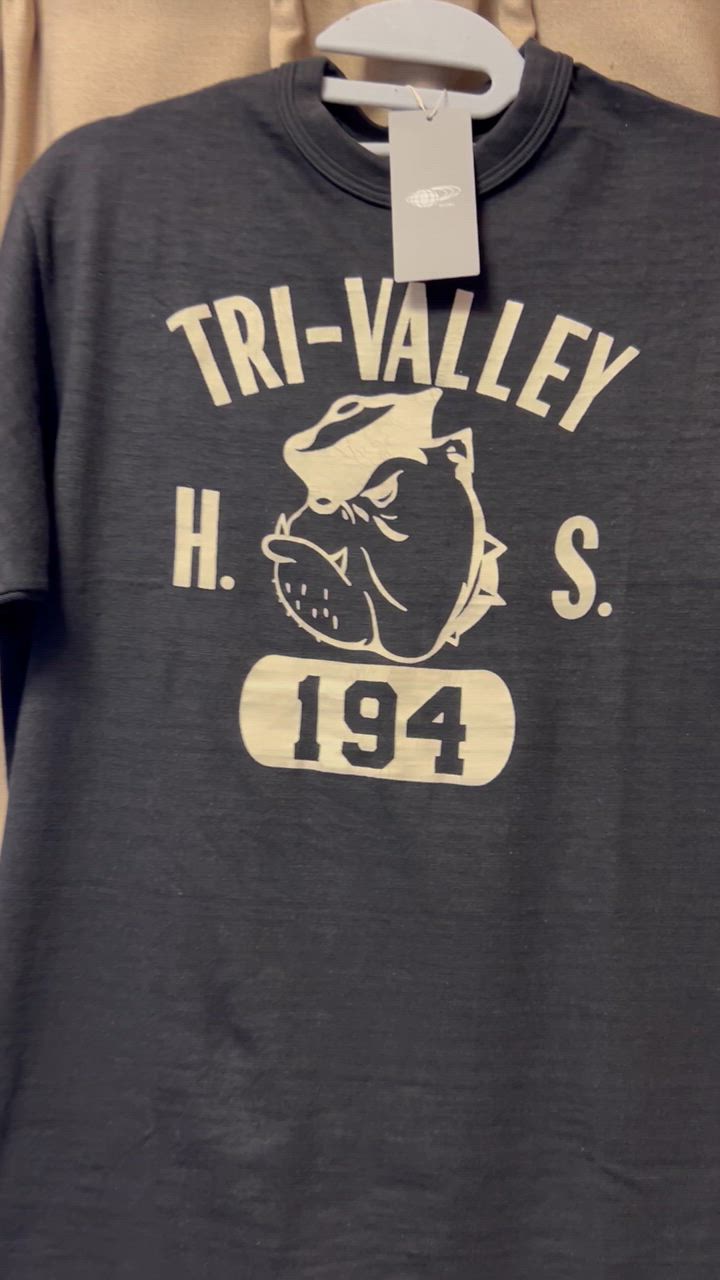 TRI-VALLEY
H. S.
194